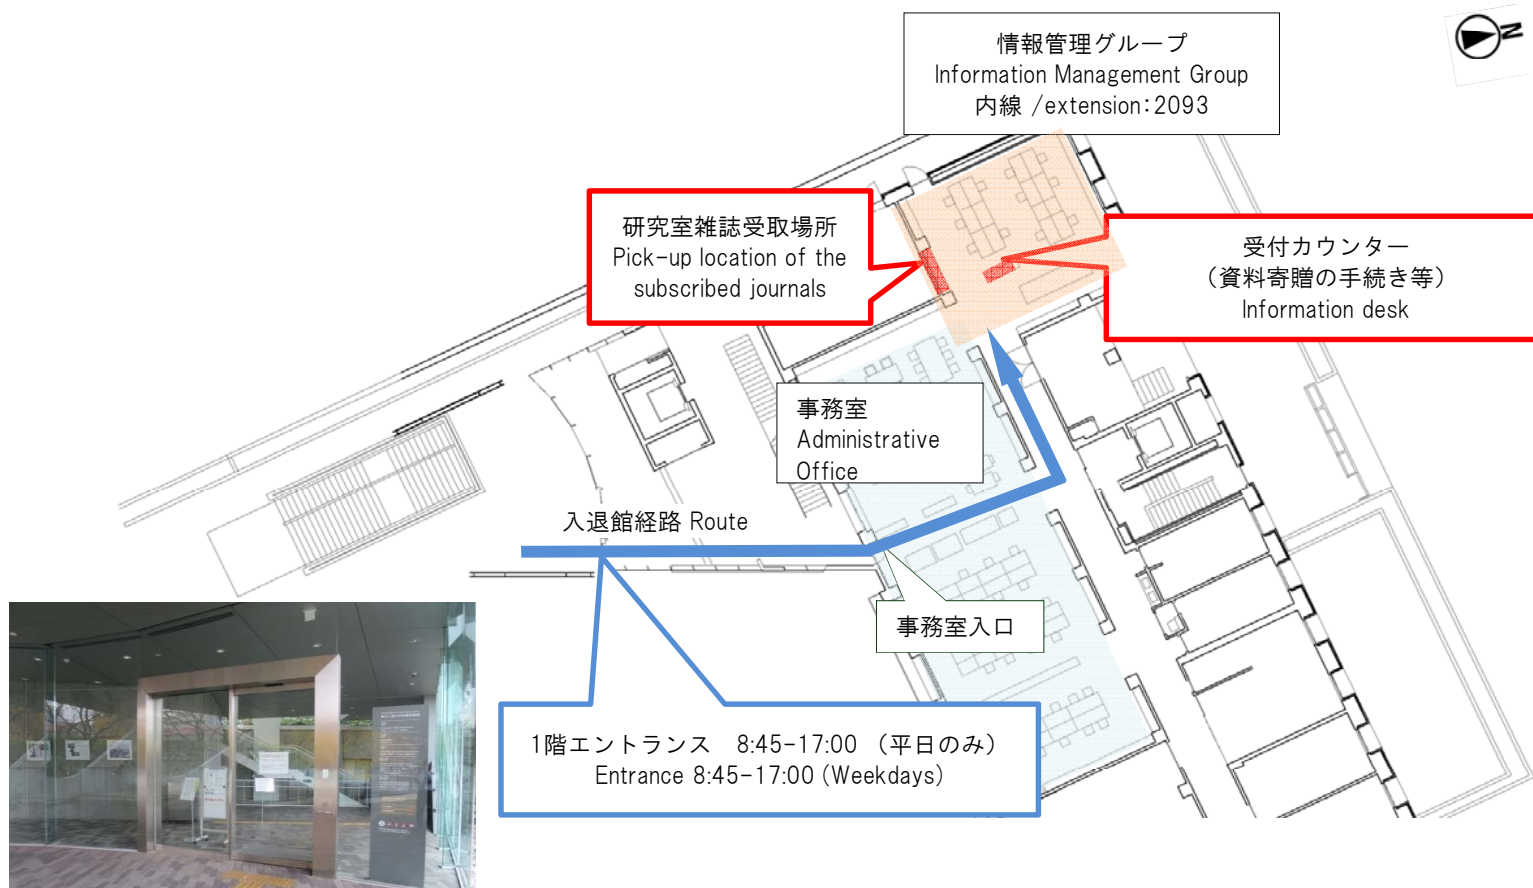 情報管理グループ
Information Management Group
内線 /extension:2093
N
研究室雑誌受取場所
Pick-up location of the
subscribed journals
受付カウンター
(資料寄贈の手続き等)
Information desk
事務室
Administrative
Office
入退館経路 Route
事務室入口
1階エントランス 8:45-17:00 (平日のみ)
Entrance 8:45-17:00 (Weekdays)